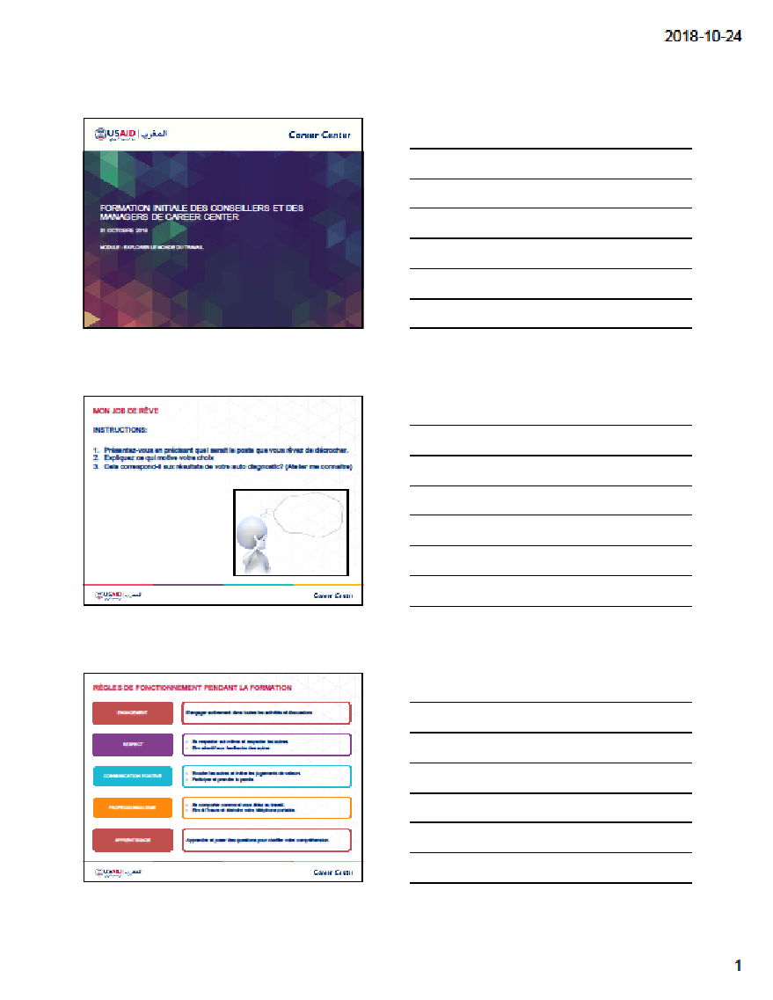 2018-10-24
USAID | المغرب
Career Center
FORMATION INITIALE DES CONSEILLERS ET DES
MANAGERS DE CAREER CENTER
31 OCTOBRE 2018
MODULE : EXPLORER LE MONDE DU TRAVAIL
MON JOB DE RÊVE
INSTRUCTIONS:
1. Présentez-vous en précisant quel serait le poste que vous rêvez de décrocher.
2. Expliquez ce qui motive votre choix
3. Cela correspond-il aux résultats de votre auto diagnostic? (Atelier me connaitre)
USAID | المغرب
Career Center
RÈGLES DE FONCTIONNEMENT PENDANT LA FORMATION
ENGAGEMENT
S'engager activement dans toutes les activités et discussions
RESPECT
Se respecter soi même et respecter les autres.
Etre attentif aux feedbacks des autres
COMMUNICATION POSITIVE
Ecouter les autres et éviter les jugements de valeurs
Participer et prendre la parole.
PROFESSIONNALISME
Se comporter comme si vous étiez au travail.
Etre à l'heure et éteindre votre téléphone portable.
APPRENTISSAGE
Apprendre et poser des questions pour clarifier votre compréhension
USAID | المغرب
Career Center
1